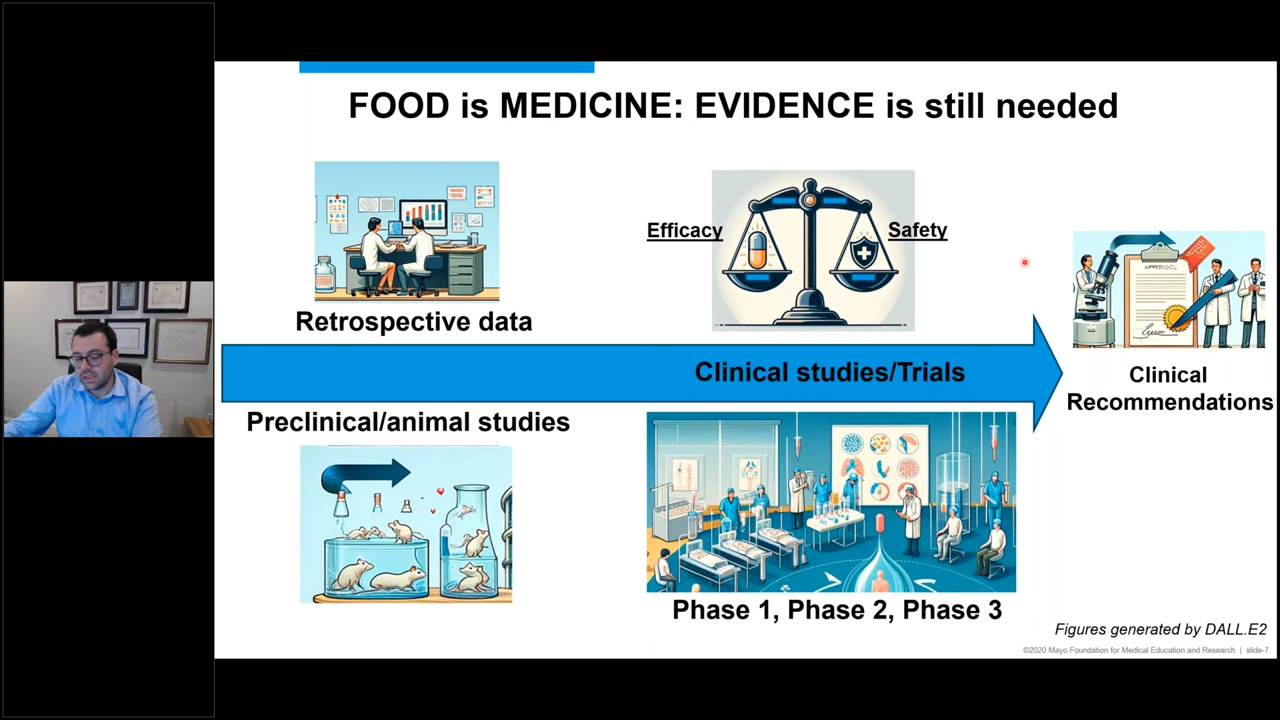 FOOD is MEDICINE: EVIDENCE is still needed
Efficacy
Safety
Retrospective data
Clinical studies/Trials
Clinical
Recommendations
Preclinical/animal studies
Phase 1, Phase 2, Phase 3
Figures generated by DALL.E2
©2020 Mayo Foundation for Medical Education and Research | slide-7